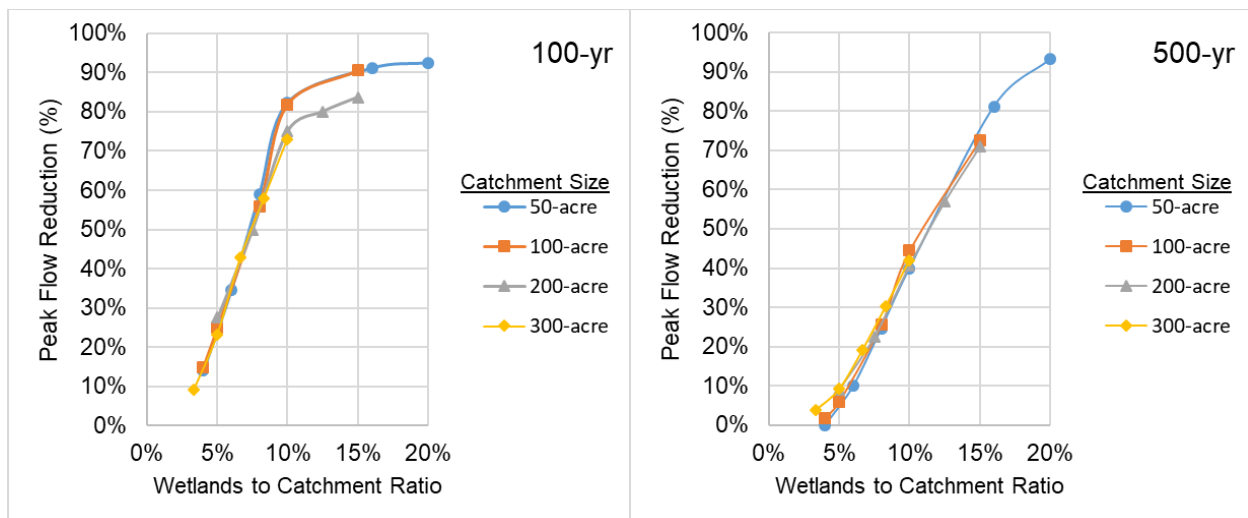 100-yr
Peak Flow Reduction (%)
100%
90%
80%
70%
60%
50%
40%
30%
20%
10%
0%
0% 5% 10% 15% 20%
Wetlands to Catchment Ratio
Catchment Size
50-acre
100-acre
200-acre
300-acre
500-yr
Peak Flow Reduction (%)
100%
90%
80%
70%
60%
50%
40%
30%
20%
10%
0%
0% 5% 10% 15% 20%
Wetlands to Catchment Ratio
Catchment Size
50-acre
100-acre
200-acre
300-acre